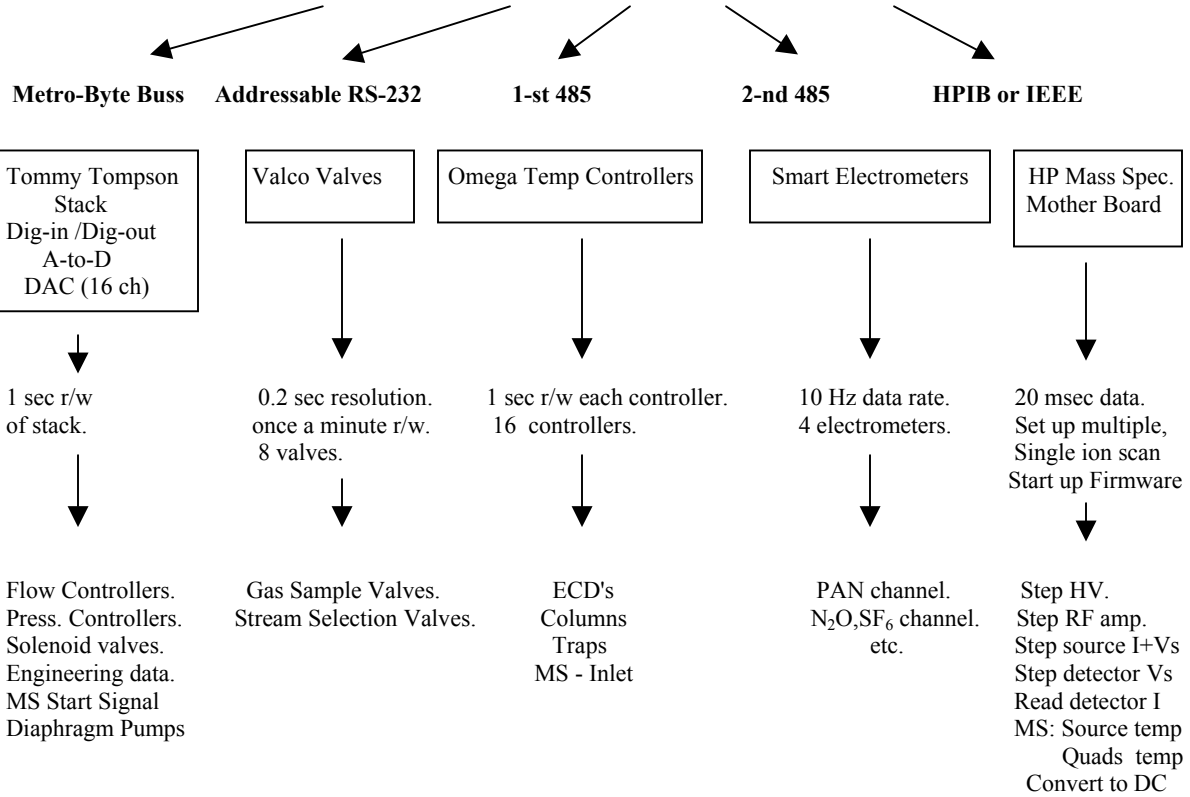 Metro-Byte Buss Addressable RS-232 1-st 485 2-nd 485 HPIB or IEEE
Tommy Tompson
Stack
Dig-in /Dig-out
A-to-D
DAC (16 ch)
Valco Valves
Omega Temp Controllers
Smart Electrometers
HP Mass Spec.
Mother Board
1 sec r/w
of stack.
0.2 sec resolution.
once a minute r/w.
8 valves.
1 sec r/w each controller.
16 controllers.
10 Hz data rate.
4 electrometers.
20 msec data.
Set up multiple,
Single ion scan
Start up Firmware
Flow Controllers.
Press. Controllers.
Solenoid valves.
Engineering data.
MS Start Signal
Diaphragm Pumps
Gas Sample Valves.
Stream Selection Valves.
ECD's
Columns
Traps
MS - Inlet
PAN channel.
N₂O,SF₆ channel.
etc.
Step HV.
Step RF amp.
Step source I+Vs
Step detector Vs
Read detector I
MS: Source temp
Quads temp
Convert to DC